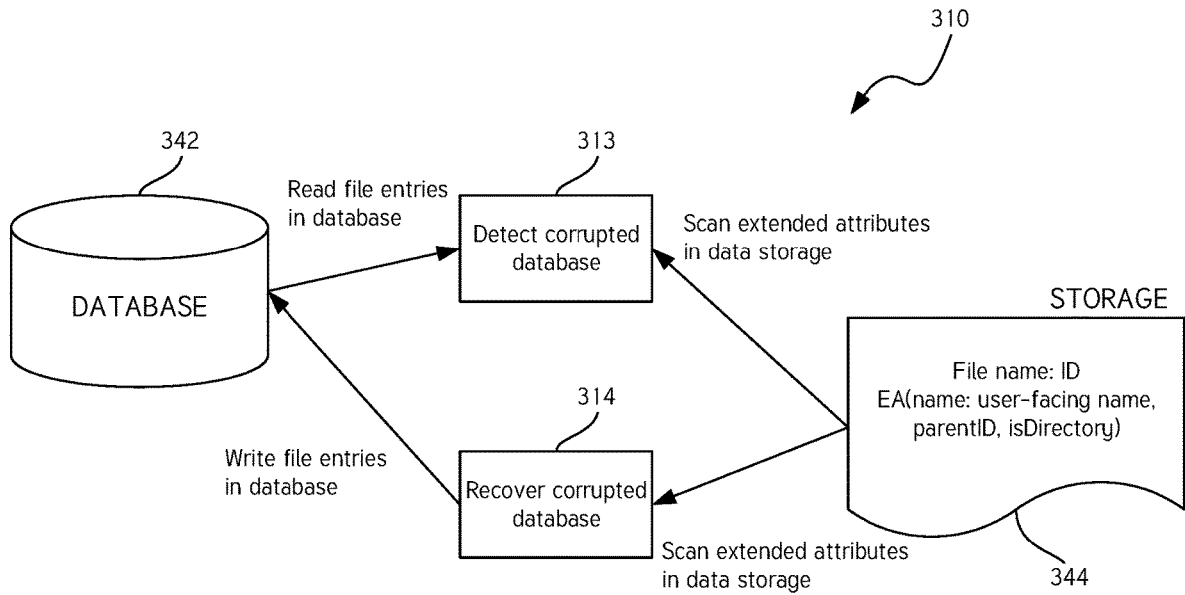 310
342
313
Read file entries
in database
Detect corrupted
database
Scan extended attributes
in data storage
DATABASE
STORAGE
File name: ID
EA(name: user-facing name,
parentID, isDirectory)
314
Write file entries
in database
Recover corrupted
database
Scan extended attributes
in data storage
344